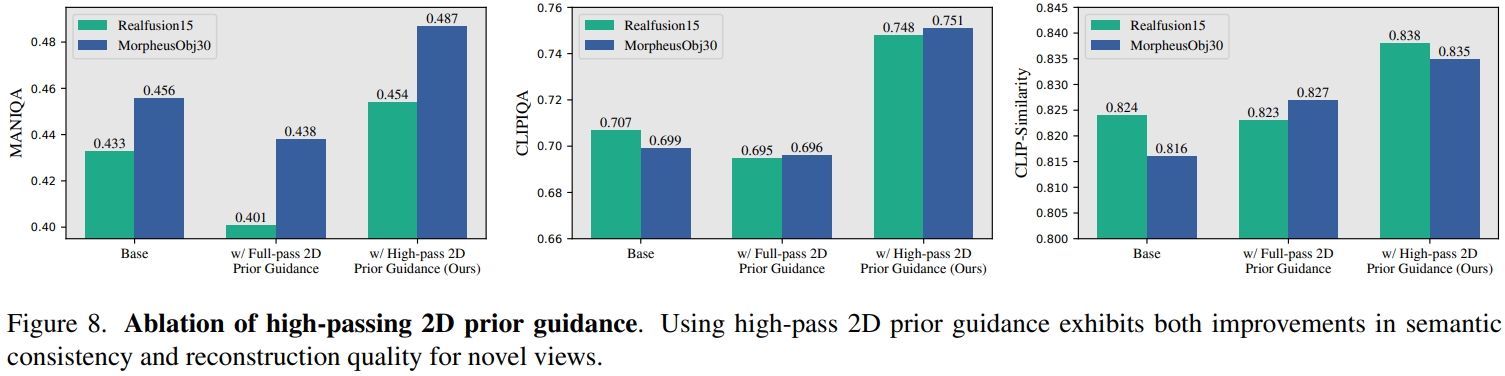 MANIQA
0.48
0.46
0.44
0.42
0.40
Realfusion15
MorpheusObj30
0.433
0.456
0.401
0.438
0.454
0.487
Base
w/ Full-pass 2D
Prior Guidance
w/ High-pass 2D
Prior Guidance (Ours)
CLIPIQA
0.76
0.74
0.72
0.70
0.68
0.66
Realfusion15
MorpheusObj30
0.707
0.699
0.695
0.696
0.748
0.751
Base
w/ Full-pass 2D
Prior Guidance
w/ High-pass 2D
Prior Guidance (Ours)
CLIP-Similarity
0.845
0.840
0.835
0.830
0.825
0.820
0.815
0.810
0.805
0.800
Realfusion15
MorpheusObj30
0.824
0.816
0.823
0.827
0.838
0.835
Base
w/ Full-pass 2D
Prior Guidance
w/ High-pass 2D
Prior Guidance (Ours)
Figure 8. Ablation of high-passing 2D prior guidance. Using high-pass 2D prior guidance exhibits both improvements in semantic
consistency and reconstruction quality for novel views.